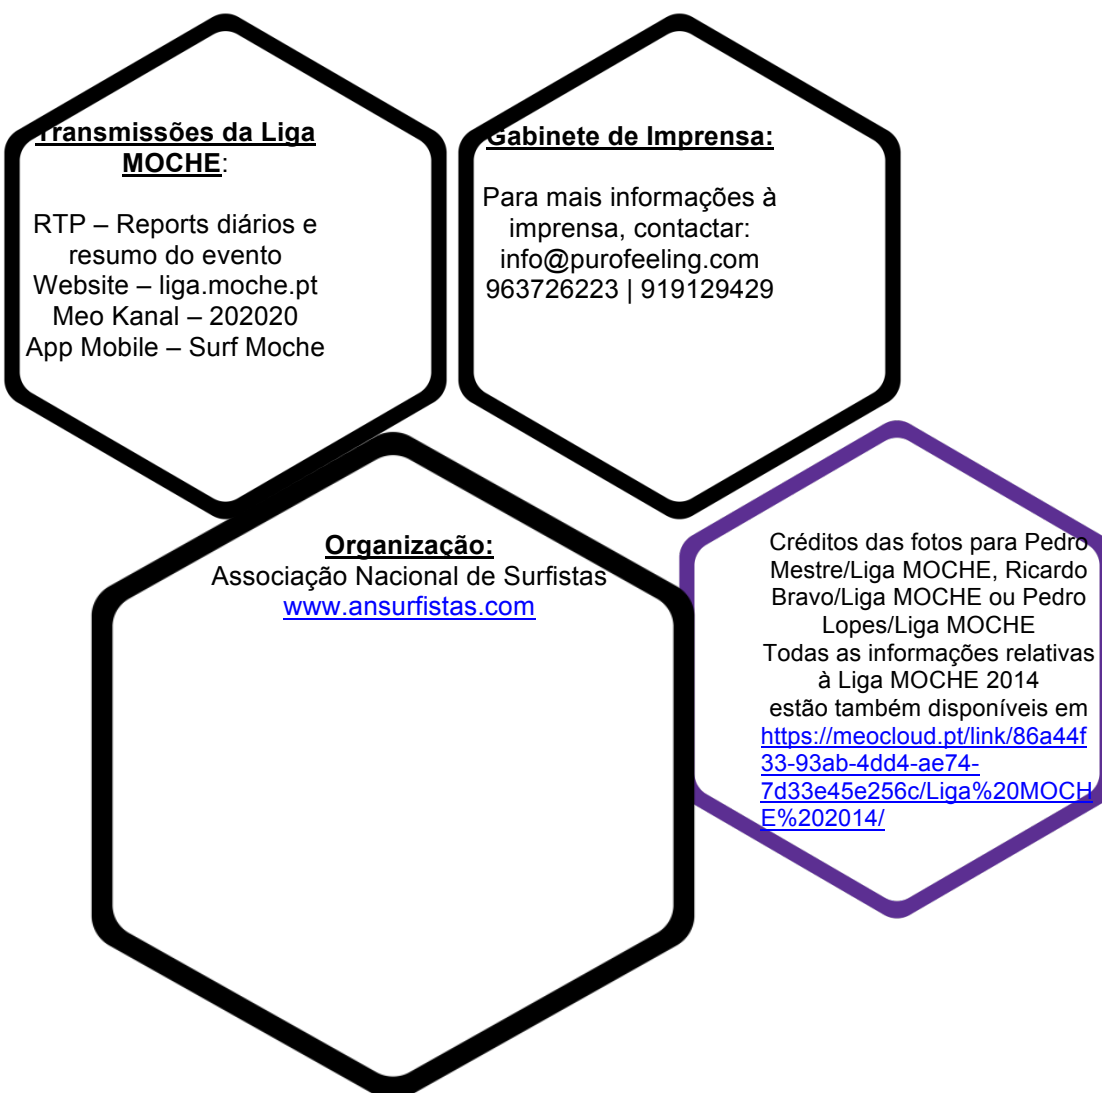 Transmissões da Liga
MOCHE:
RTP – Reports diários e
resumo do evento
Website – liga.moche.pt
Meo Kanal – 202020
App Mobile – Surf Moche
Gabinete de Imprensa:
Para mais informações à
imprensa, contactar:
info@purofeeling.com
963726223 | 919129429
Organização:
Associação Nacional de Surfistas
www.ansurfistas.com
Créditos das fotos para Pedro
Mestre/Liga MOCHE, Ricardo
Bravo/Liga MOCHE ou Pedro
Lopes/Liga MOCHE
Todas as informações relativas
à Liga MOCHE 2014
estão também disponíveis em
https://meocloud.pt/link/86a44f
33-93ab-4dd4-ae74-
7d33e45e256c/Liga%20MOCH
E%202014/